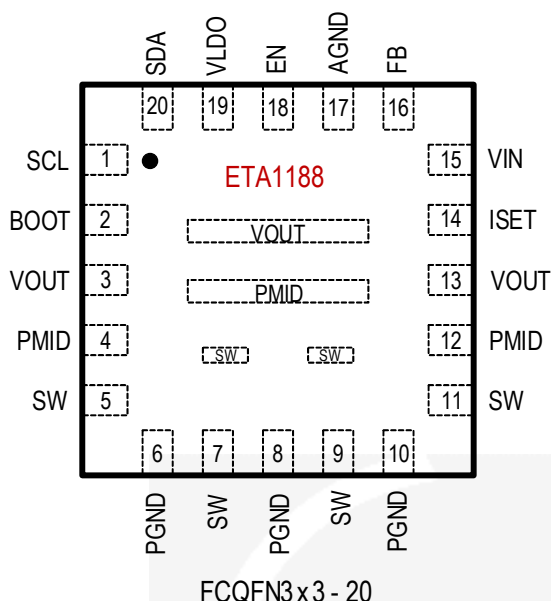 SDA VLDO EN AGND FB
20 19 18 17 16
SCL 1 ETA1188 15 VIN
BOOT 2 VOUT 14 ISET
VOUT 3 PMID 13 VOUT
PMID 4 SW SW 12 PMID
SW 5 11 SW
6 7 8 9 10
PGND SW PGND SW PGND
FCQFN3x3-20